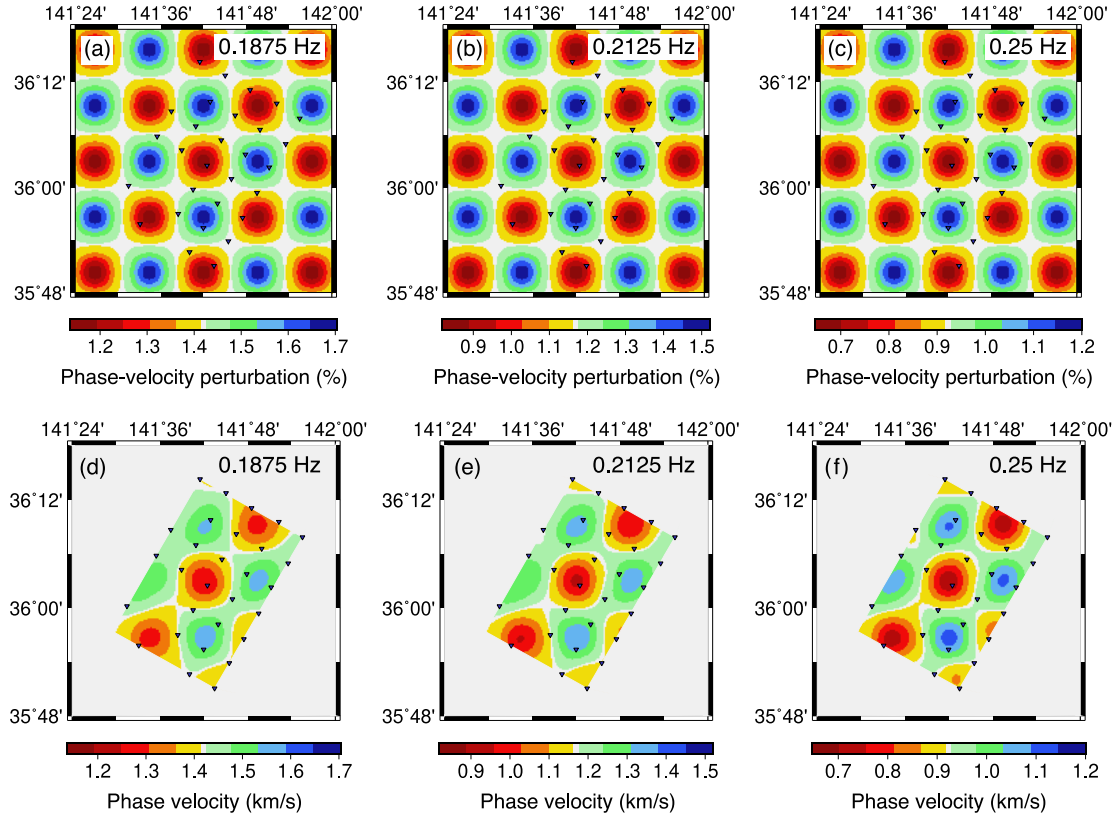 141˚24' 141˚36' 141˚48' 142˚00' 141˚24' 141˚36' 141˚48' 142˚00' 141˚24' 141˚36' 141˚48' 142˚00'
(a) 0.1875 Hz (b) 0.2125 Hz (c) 0.25 Hz
36˚12' 36˚12' 36˚12'
36˚00' 36˚00' 36˚00'
35˚48' 35˚48' 35˚48'
1.2 1.3 1.4 1.5 1.6 1.7 0.9 1.0 1.1 1.2 1.3 1.4 1.5 0.7 0.8 0.9 1.0 1.1 1.2
Phase-velocity perturbation (%) Phase-velocity perturbation (%) Phase-velocity perturbation (%)
141˚24' 141˚36' 141˚48' 142˚00' 141˚24' 141˚36' 141˚48' 142˚00' 141˚24' 141˚36' 141˚48' 142˚00'
(d) 0.1875 Hz (e) 0.2125 Hz (f) 0.25 Hz
36˚12' 36˚12' 36˚12'
36˚00' 36˚00' 36˚00'
35˚48' 35˚48' 35˚48'
1.2 1.3 1.4 1.5 1.6 1.7 0.9 1.0 1.1 1.2 1.3 1.4 1.5 0.7 0.8 0.9 1.0 1.1 1.2
Phase velocity (km/s) Phase velocity (km/s) Phase velocity (km/s)